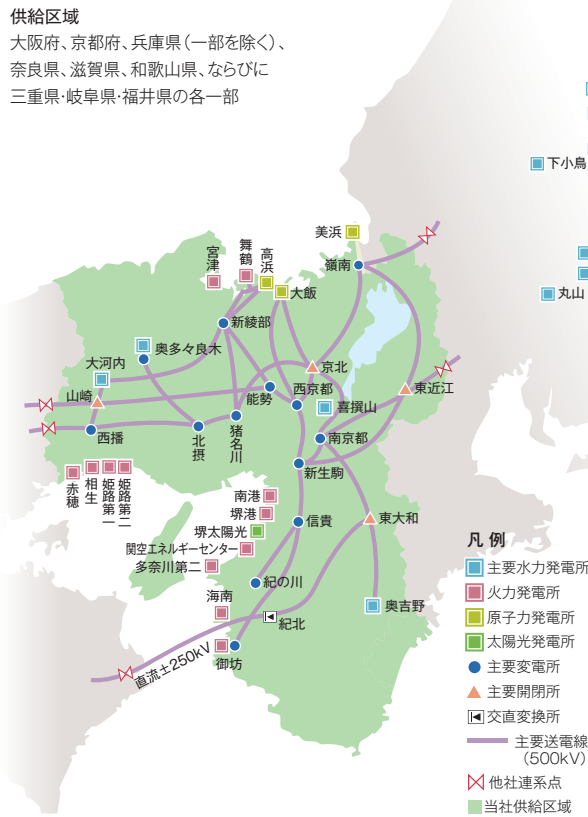 供給区域
大阪府、京都府、兵庫県（一部を除く）、
奈良県、滋賀県、和歌山県、ならびに
三重県・岐阜県・福井県の各一部
下小鳥
美浜
舞鶴
高浜
宮津
嶺南
大飯
丸山
新綾部
奥多々良木
大河内
京北
山崎
能勢
西京都
東近江
喜撰山
西播
北摂
猪名川
南京都
新生駒
赤穂
相生
姫路第一
姫路第二
南港
堺港
信貴
東大和
堺太陽光
関空エネルギーセンター
多奈川第二
紀の川
海南
奥吉野
紀北
御坊
直流±250kV
凡例
主要水力発電所
火力発電所
原子力発電所
太陽光発電所
主要変電所
主要開閉所
交直変換所
主要送電線
（500kV）
他社連系点
当社供給区域